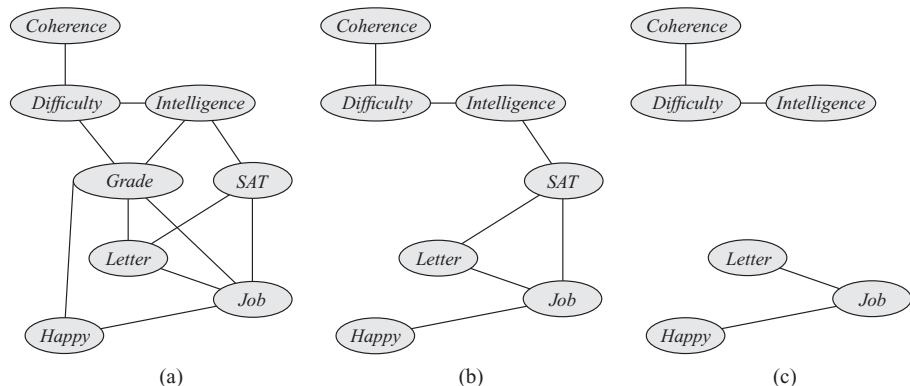 Coherence
Difficulty
Intelligence
Grade
SAT
Letter
Job
Happy
(a)
Coherence
Difficulty
Intelligence
SAT
Letter
Job
Happy
(b)
Coherence
Difficulty
Intelligence
Letter
Job
Happy
(c)